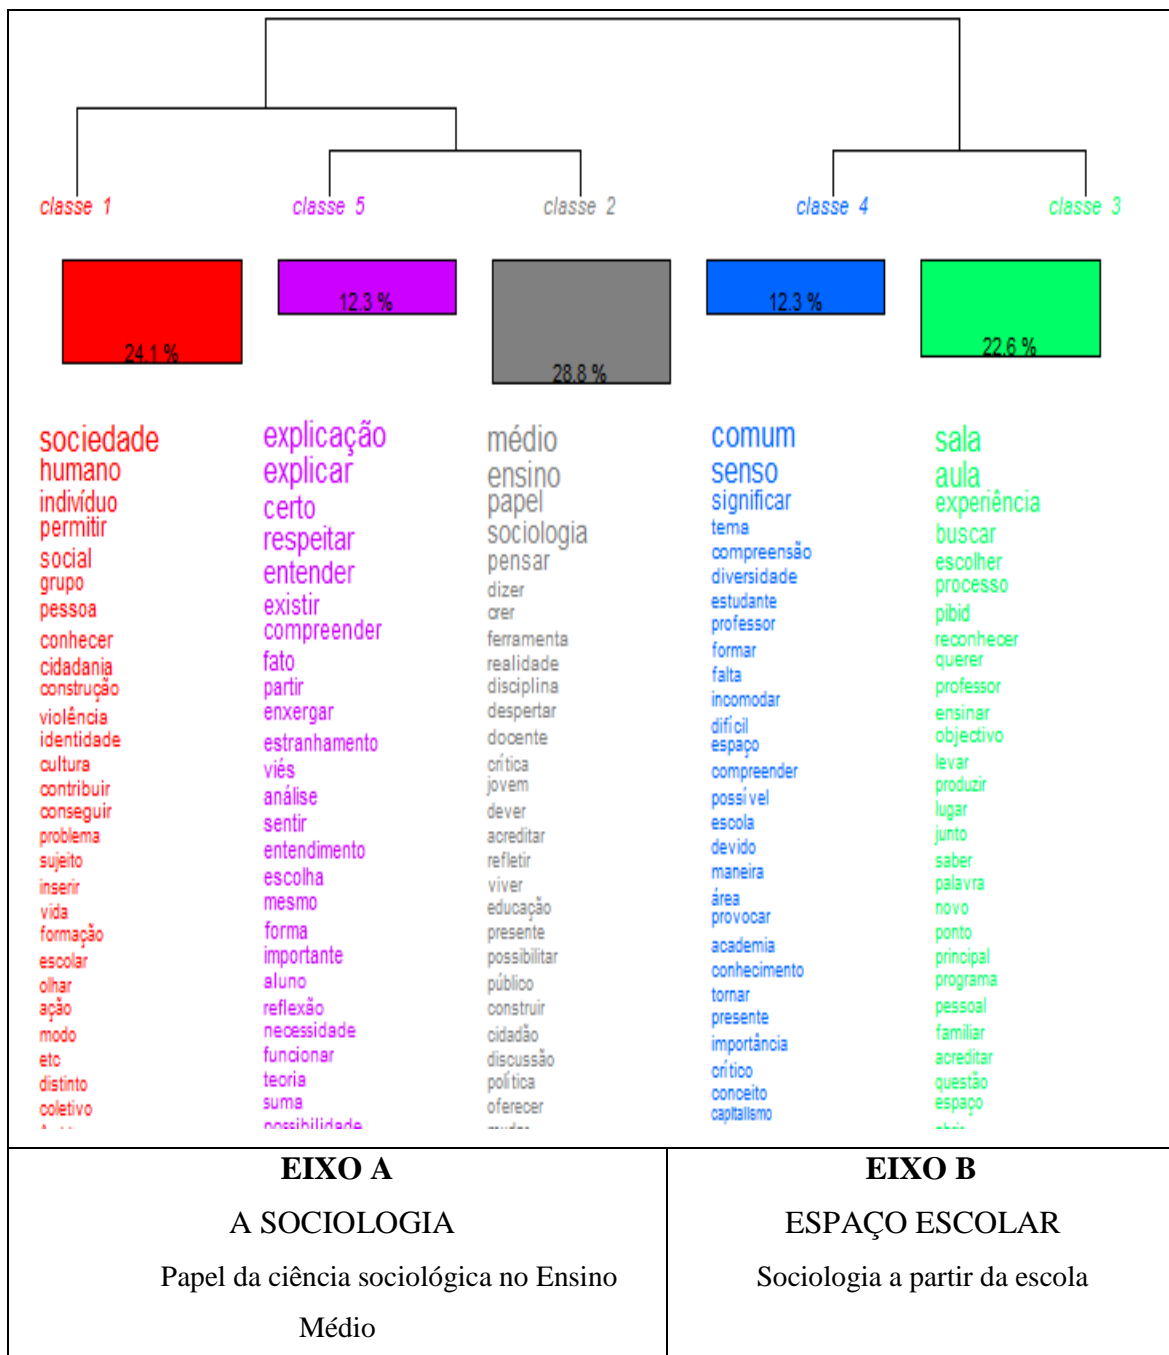 classe 1
classe 5
classe 2
classe 4
classe 3
24.1 %
12.3 %
28.8 %
12.3 %
22.6 %
sociedade
humano
indivíduo
permitir
social
grupo
pessoa
conhecer
cidadania
construção
violência
identidade
cultura
contribuir
conseguir
problema
sujeito
inserir
vida
formação
escolar
olhar
ação
modo
etc
distinto
coletivo
explicação
explicar
certo
respeitar
entender
existir
compreender
fato
partir
enxergar
estranhamento
viés
análise
sentir
entendimento
escolha
mesmo
forma
importante
aluno
reflexão
necessidade
funcionar
teoria
suma
possibilidade
médio
ensino
papel
sociologia
pensar
dizer
crer
ferramenta
realidade
disciplina
despertar
docente
crítica
jovem
dever
acreditar
refletir
viver
educação
presente
possibilitar
público
construir
cidadão
discussão
política
oferecer
comum
senso
significar
tema
compreensão
diversidade
estudante
professor
formar
falta
incomodar
difícil
espaço
compreender
possível
escola
devido
maneira
área
provocar
academia
conhecimento
tornar
presente
importância
crítico
conceito
capitalismo
sala
aula
experiência
buscar
escolher
processo
pibid
reconhecer
querer
professor
ensinar
objectivo
levar
produzir
lugar
junto
saber
palavra
novo
ponto
principal
programa
pessoal
familiar
acreditar
questão
espaço
EIXO A
A SOCIOLOGIA
Papel da ciência sociológica no Ensino
Médio
EIXO B
ESPAÇO ESCOLAR
Sociologia a partir da escola